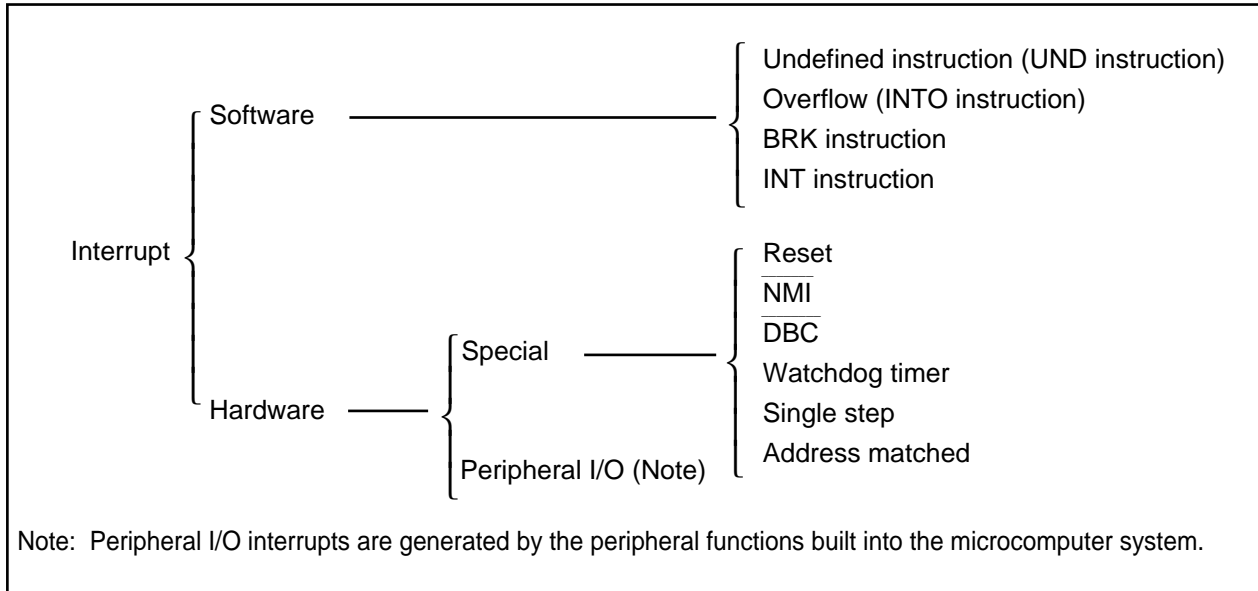 Interrupt
Software
Undefined instruction (UND instruction)
Overflow (INTO instruction)
BRK instruction
INT instruction
Hardware
Special
Reset
N̅M̅I̅
D̅B̅C̅
Watchdog timer
Single step
Address matched
Peripheral I/O (Note)
Note: Peripheral I/O interrupts are generated by the peripheral functions built into the microcomputer system.